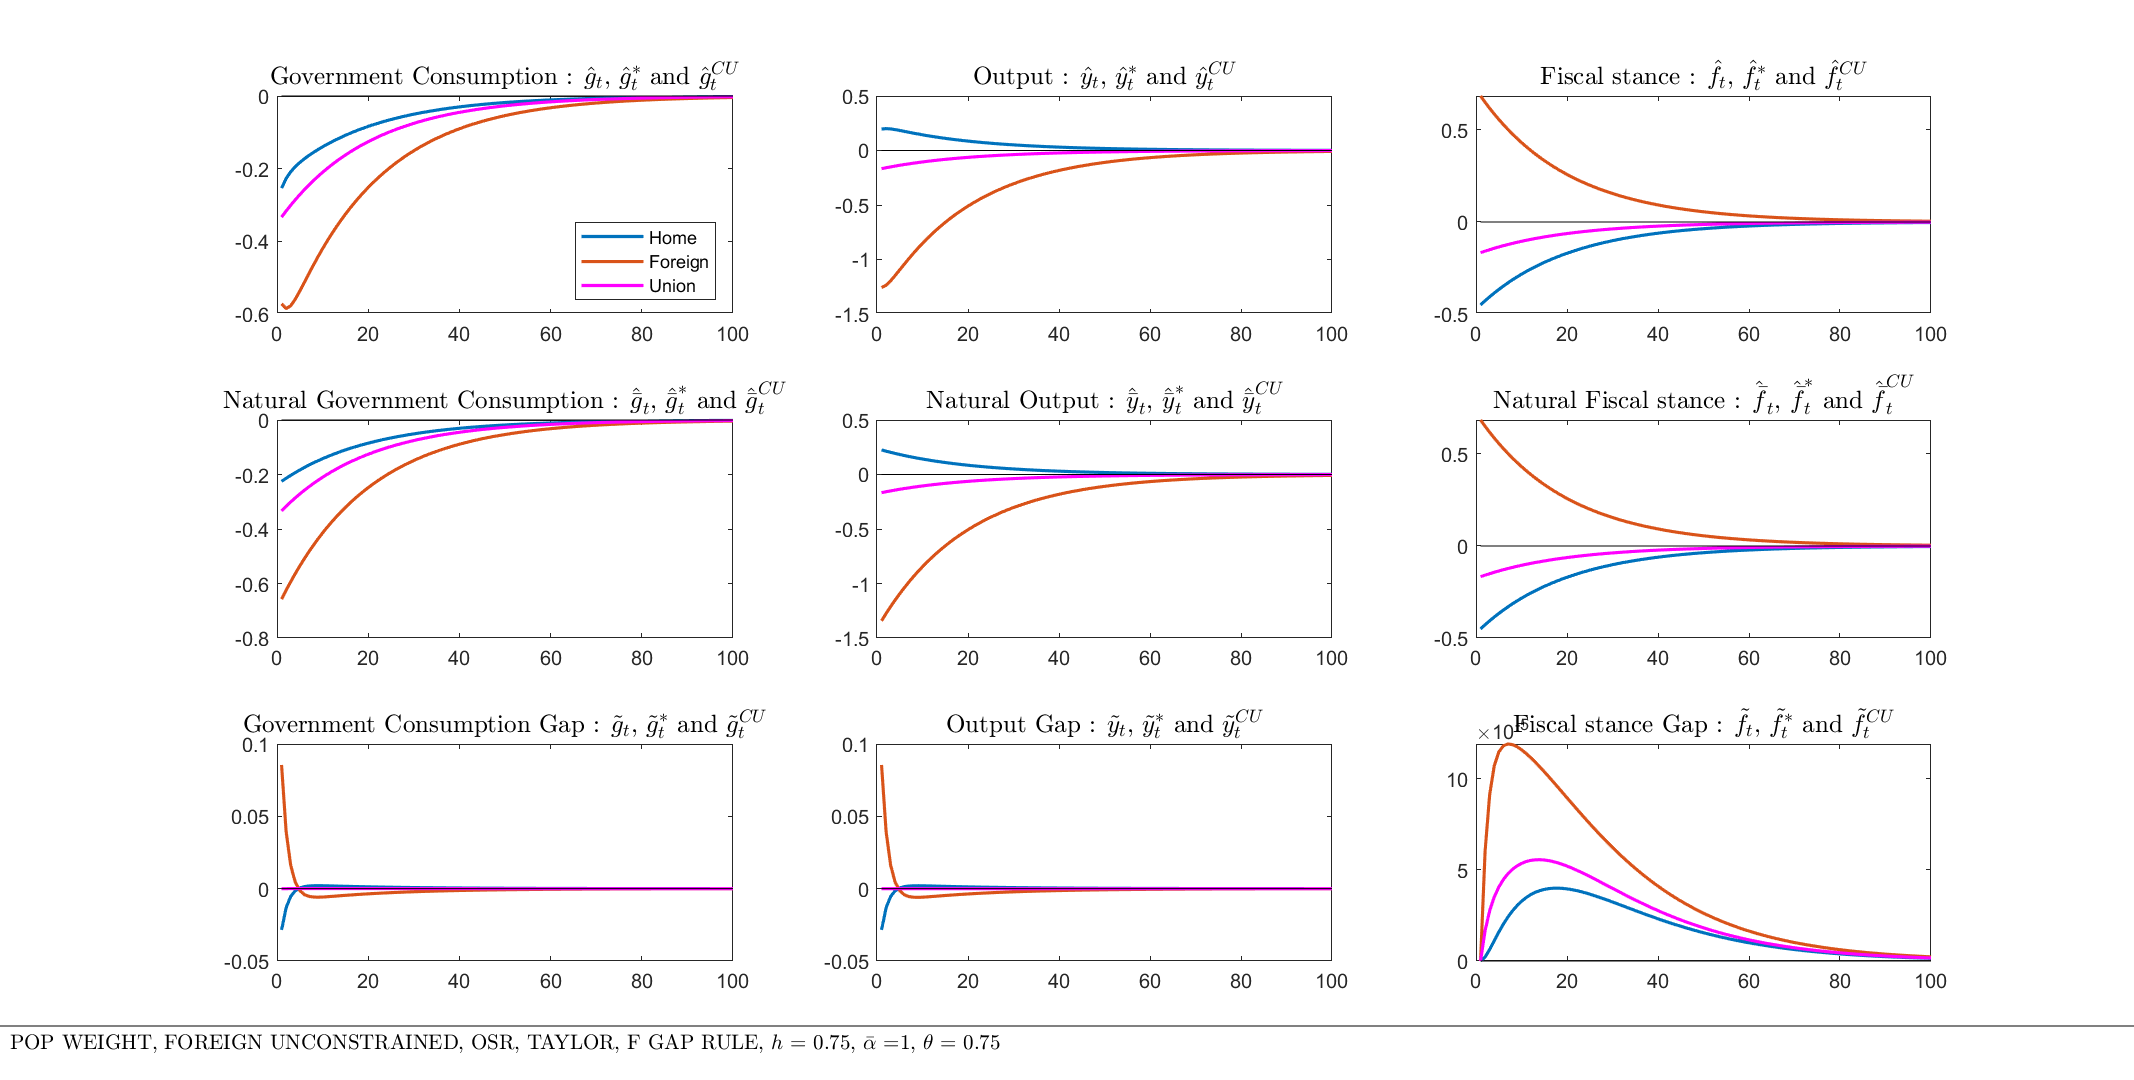 Government Consumption : ĝₜ, ĝₜ* and ĝₜᶜᵁ
Output : ŷₜ, ŷₜ* and ŷₜᶜᵁ
Fiscal stance : f̂ₜ, f̂ₜ* and f̂ₜᶜᵁ
0
-0.2
-0.4
-0.6
0 20 40 60 80 100
Home
Foreign
Union
0.5
0
-0.5
-1
-1.5
0 20 40 60 80 100
0.5
0
-0.5
0 20 40 60 80 100
Natural Government Consumption : ĝ̄ₜ, ĝ̄ₜ* and ĝ̄ₜᶜᵁ
Natural Output : ŷ̄ₜ, ŷ̄ₜ* and ŷ̄ₜᶜᵁ
Natural Fiscal stance : f̄̂ₜ, f̄̂ₜ* and f̄̂ₜᶜᵁ
0
-0.2
-0.4
-0.6
-0.8
0 20 40 60 80 100
0.5
0
-0.5
-1
-1.5
0 20 40 60 80 100
0.5
0
-0.5
0 20 40 60 80 100
Government Consumption Gap : g̃ₜ, g̃ₜ* and g̃ₜᶜᵁ
Output Gap : ỹₜ, ỹₜ* and ỹₜᶜᵁ
Fiscal stance Gap : f̃ₜ, f̃ₜ* and f̃ₜᶜᵁ
0.1
0.05
0
-0.05
0 20 40 60 80 100
0.1
0.05
0
-0.05
0 20 40 60 80 100
×10
10
5
0
0 20 40 60 80 100
POP WEIGHT, FOREIGN UNCONSTRAINED, OSR, TAYLOR, F GAP RULE, h = 0.75, ᾱ =1, θ = 0.75